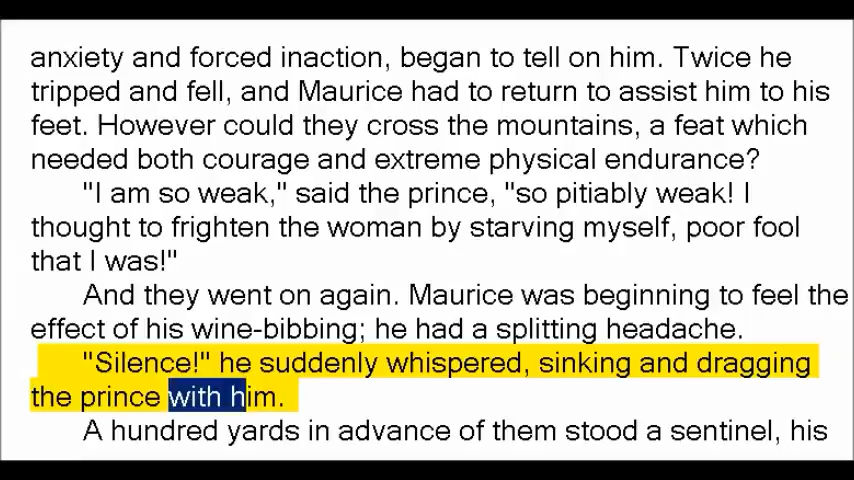 anxiety and forced inaction, began to tell on him. Twice he
tripped and fell, and Maurice had to return to assist him to his
feet. However could they cross the mountains, a feat which
needed both courage and extreme physical endurance?
"I am so weak," said the prince, "so pitiably weak! I
thought to frighten the woman by starving myself, poor fool
that I was!"
And they went on again. Maurice was beginning to feel the
effect of his wine-bibbing; he had a splitting headache.
"Silence!" he suddenly whispered, sinking and dragging
the prince with him.
A hundred yards in advance of them stood a sentinel, his